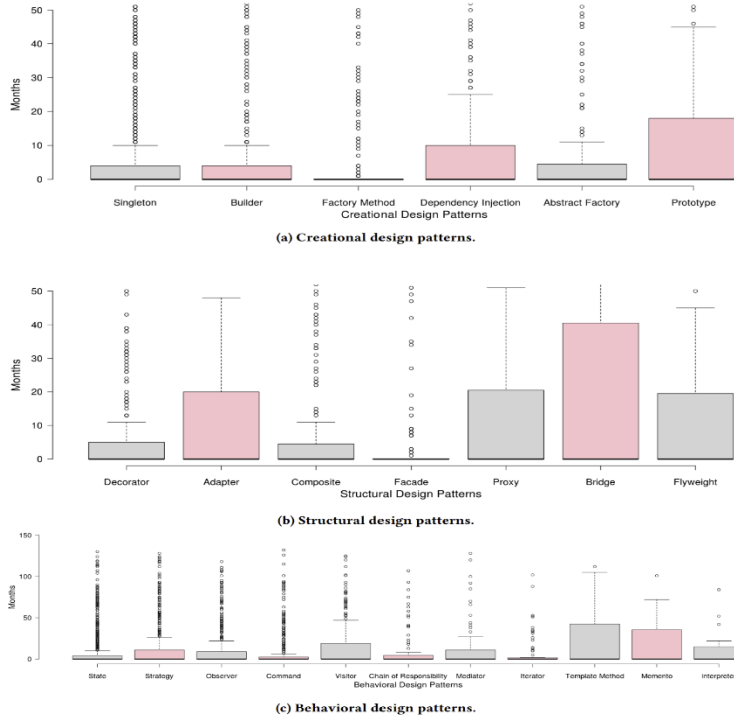 50
40
30
20
10
0
Months
Singleton Builder Factory Method Dependency Injection Abstract Factory Prototype
Creational Design Patterns
(a) Creational design patterns.
50
40
30
20
10
0
Months
Decorator Adapter Composite Facade Proxy Bridge Flyweight
Structural Design Patterns
(b) Structural design patterns.
150
100
50
0
Months
State Strategy Observer Command Visitor Chain of Responsibility Mediator Iterator Template Method Memento Interpreter
Behavioral Design Patterns
(c) Behavioral design patterns.